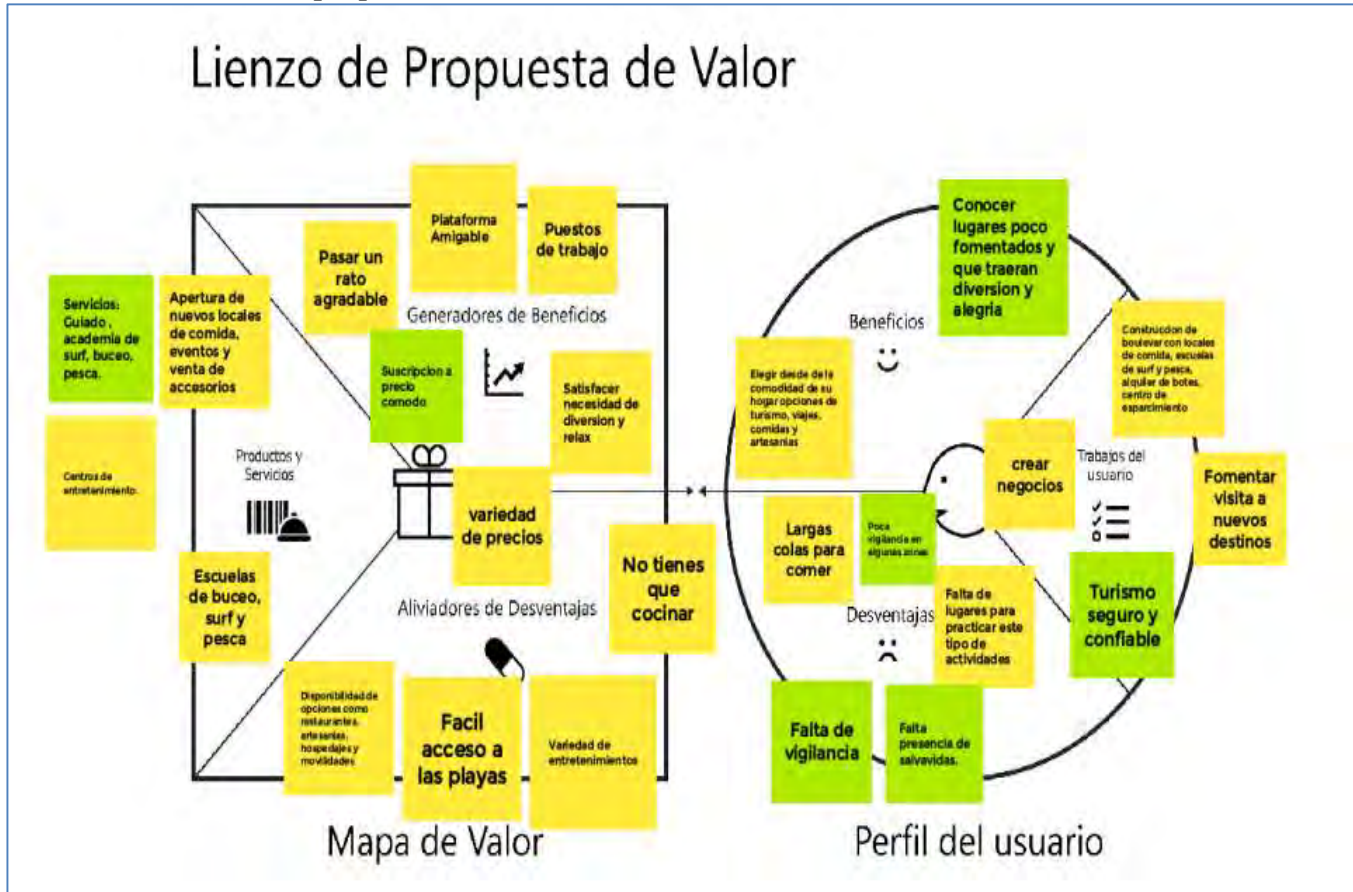 Lienzo de Propuesta de Valor
Servicios:
Guiado ,
academia de
surf, buceo,
pesca.
Apertura de
nuevos locales
de comida,
eventos y
venta de
accesorios
Centros de
entretenimiento.
Productos y
Servicios
Escuelas
de buceo,
surf y
pesca
Pasar un
rato
agradable
Plataforma
Amigable
Puestos
de trabajo
Generadores de Beneficios
Suscripcion a
precio
comodo
Satisfacer
necesidad de
diversion y
relax
variedad
de precios
No tienes
que
cocinar
Aliviadores de Desventajas
Disponibilidad de
opciones como
restaurantes,
artesanias,
hospedajes y
movilidades
Facil
acceso a
las playas
Variedad de
entretenimientos
Mapa de Valor
Conocer
lugares poco
fomentados y
que traeran
diversion y
alegria
Beneficios
Elegir desde de la
comodidad de su
hogar opciones de
turismo, viajes,
comidas y
artesanias
Construccion de
boulevar con locales
de comida, escuelas
de surf y pesca,
alquiler de botes,
centro de
esparcimiento
crear
negocios
Trabajos del
usuario
Fomentar
visita a
nuevos
destinos
Turismo
seguro y
confiable
Largas
colas para
comer
Poca
vigilancia en
algunas zonas
Desventajas
Falta de
lugares para
practicar este
tipo de
actividades
Falta de
vigilancia
Falta
presencia de
salvavidas.
Perfil del usuario